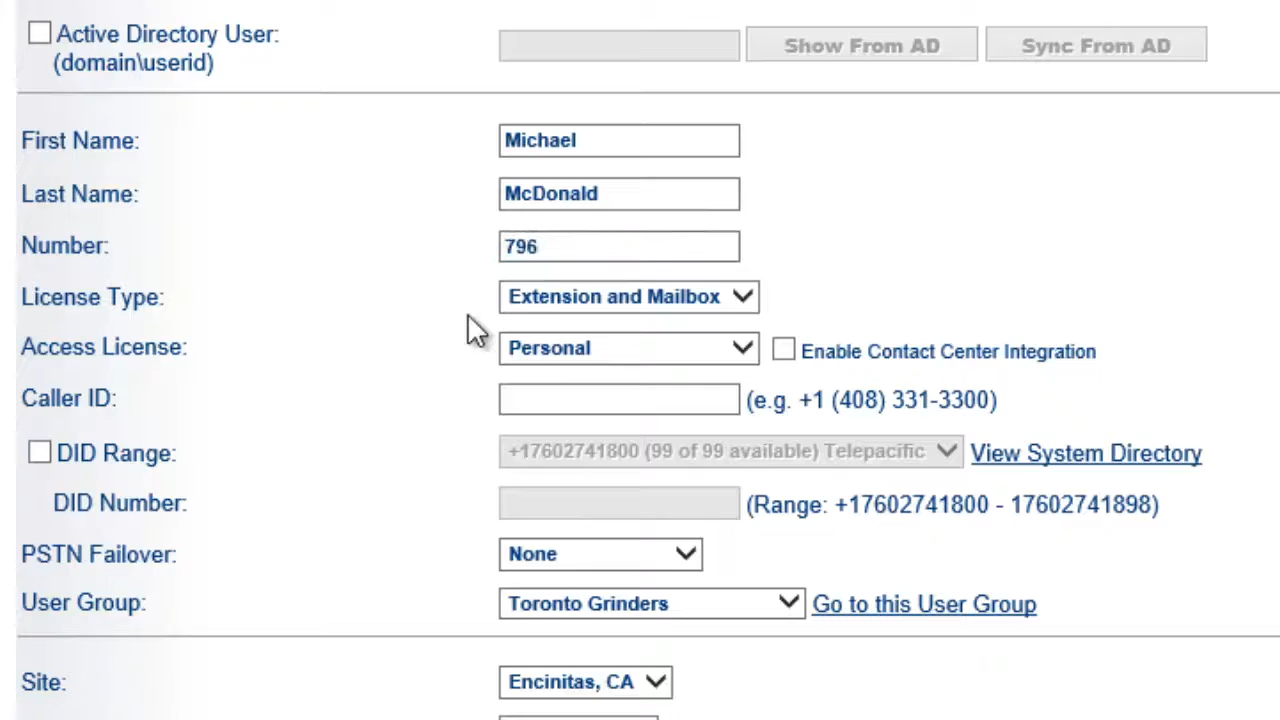 Active Directory User:
(domain\userid)
Show From AD
Sync From AD
First Name:
Michael
Last Name:
McDonald
Number:
796
License Type:
Extension and Mailbox
Access License:
Personal
Enable Contact Center Integration
Caller ID:
(e.g. +1 (408) 331-3300)
DID Range:
+17602741800 (99 of 99 available) Telepacific
View System Directory
DID Number:
(Range: +17602741800 - 17602741898)
PSTN Failover:
None
User Group:
Toronto Grinders
Go to this User Group
Site:
Encinitas, CA